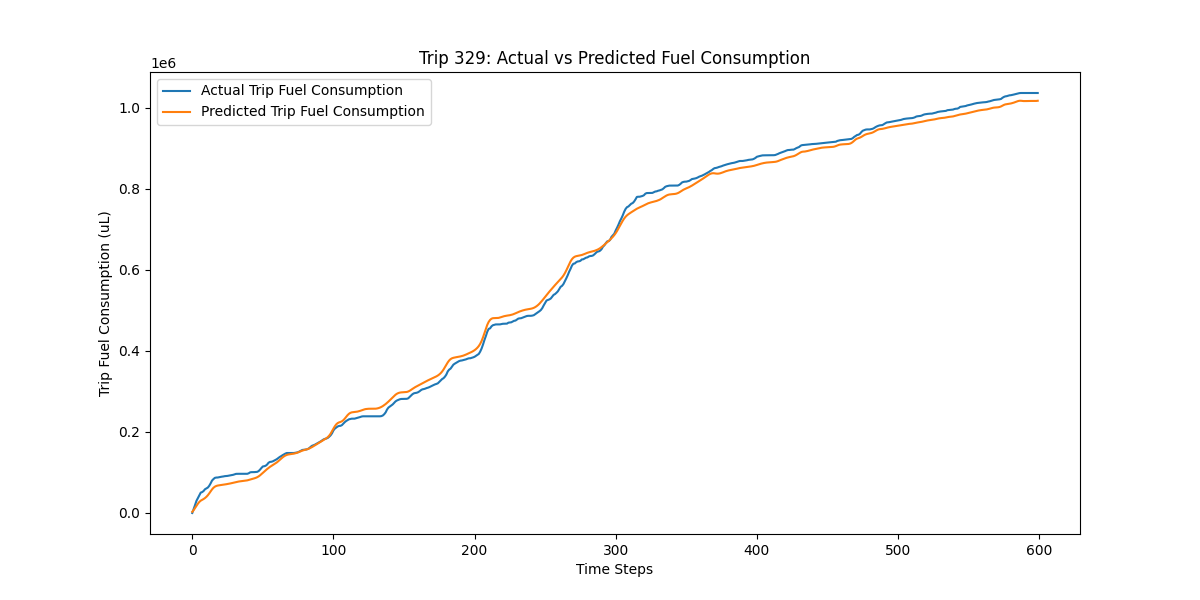 Trip 329: Actual vs Predicted Fuel Consumption
1e6
Actual Trip Fuel Consumption
Predicted Trip Fuel Consumption
1.0
0.8
0.6
0.4
0.2
0.0
Trip Fuel Consumption (uL)
0 100 200 300 400 500 600
Time Steps